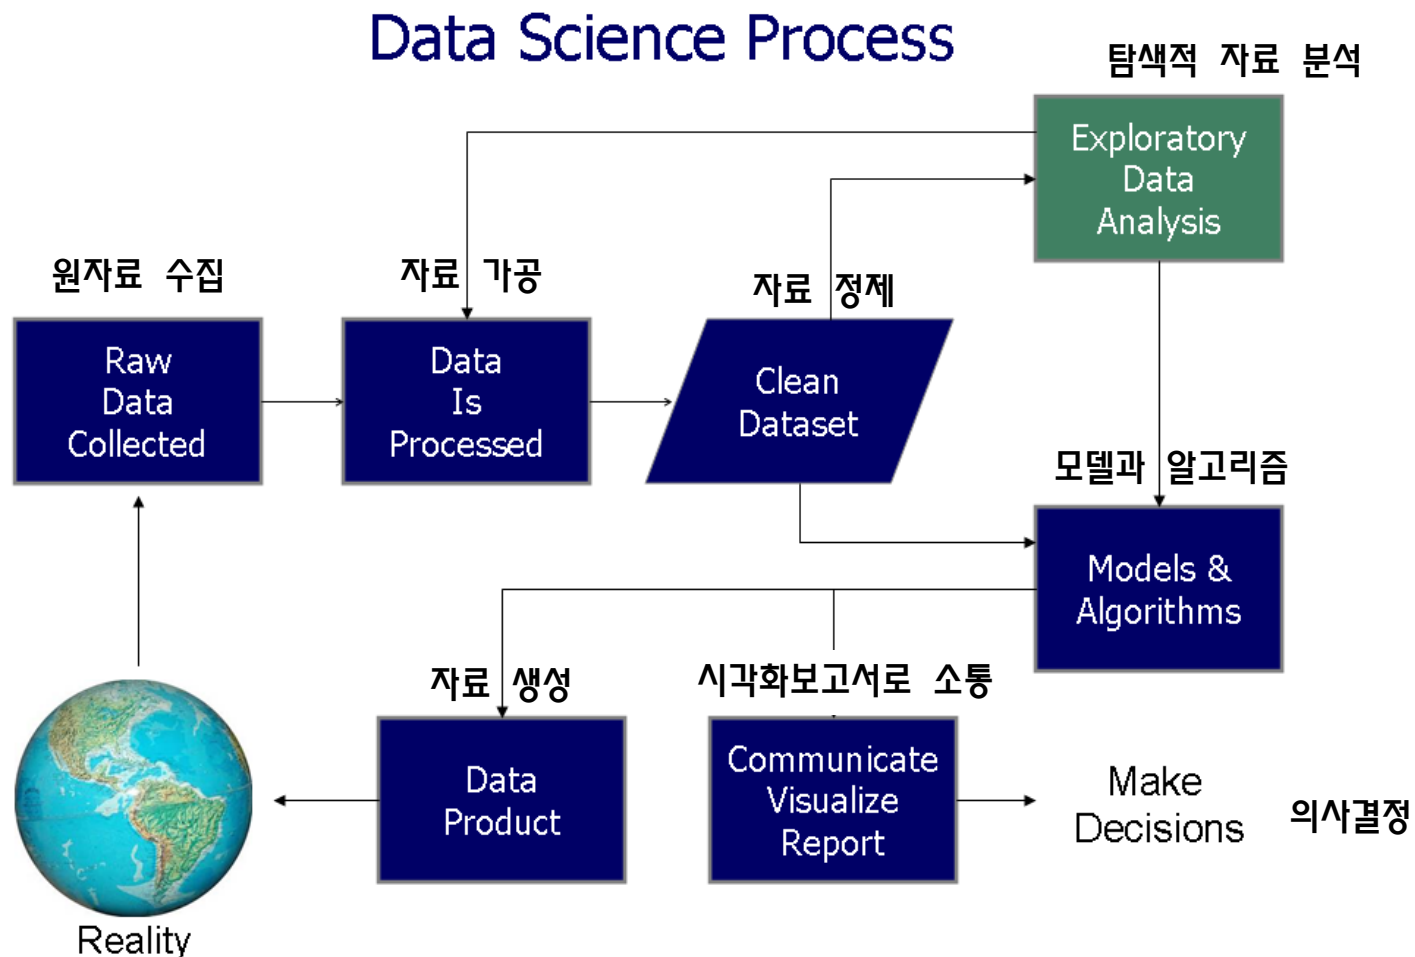 Data Science Process
탐색적 자료 분석
Exploratory
Data
Analysis
원자료 수집
자료 가공
자료 정제
Raw
Data
Collected
Data
Is
Processed
Clean
Dataset
모델과 알고리즘
Models &
Algorithms
자료 생성
시각화보고서로 소통
Data
Product
Communicate
Visualize
Report
Make
Decisions
의사결정
Reality